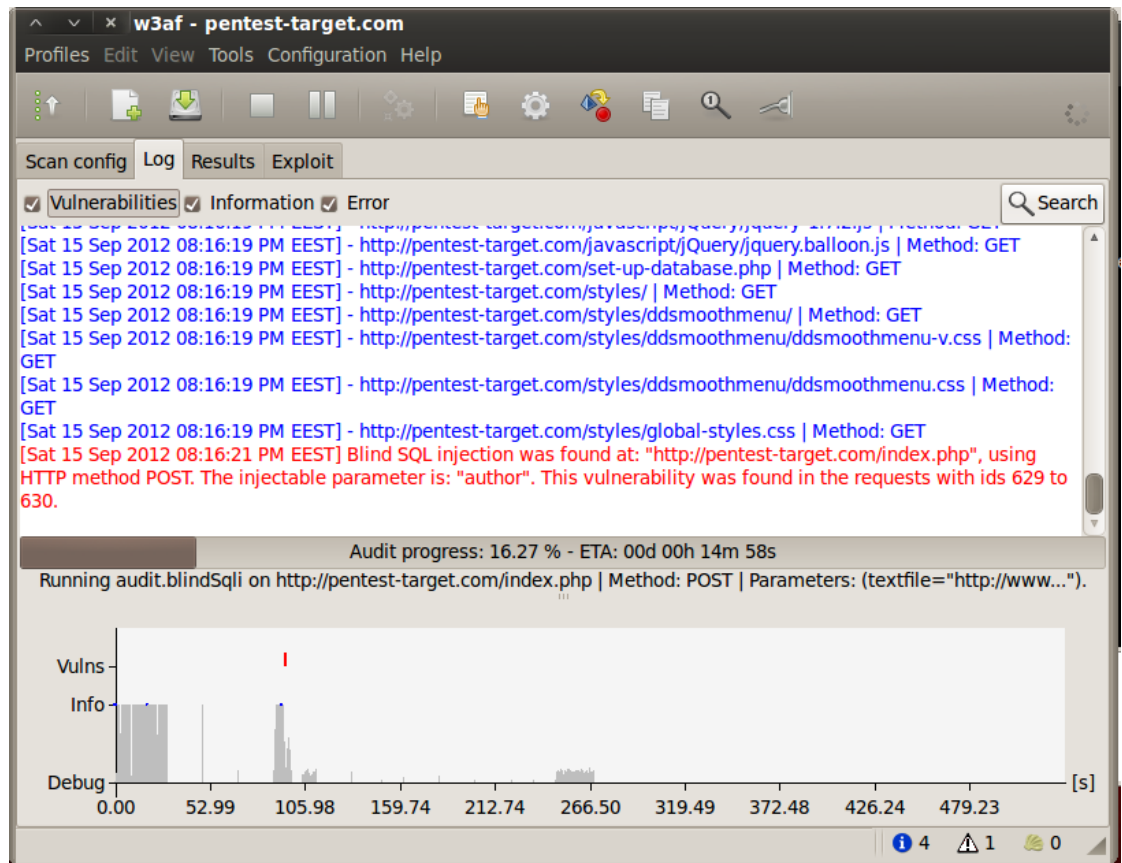 w3af - pentest-target.com
Profiles Edit View Tools Configuration Help
Scan config Log Results Exploit
Vulnerabilities Information Error Search
[Sat 15 Sep 2012 08:16:19 PM EEST] - http://pentest-target.com/javascript/jQuery/jquery.balloon.js | Method: GET
[Sat 15 Sep 2012 08:16:19 PM EEST] - http://pentest-target.com/set-up-database.php | Method: GET
[Sat 15 Sep 2012 08:16:19 PM EEST] - http://pentest-target.com/styles/ | Method: GET
[Sat 15 Sep 2012 08:16:19 PM EEST] - http://pentest-target.com/styles/ddsmoothmenu/ | Method: GET
[Sat 15 Sep 2012 08:16:19 PM EEST] - http://pentest-target.com/styles/ddsmoothmenu/ddsmoothmenu-v.css | Method:
GET
[Sat 15 Sep 2012 08:16:19 PM EEST] - http://pentest-target.com/styles/ddsmoothmenu/ddsmoothmenu.css | Method:
GET
[Sat 15 Sep 2012 08:16:19 PM EEST] - http://pentest-target.com/styles/global-styles.css | Method: GET
[Sat 15 Sep 2012 08:16:21 PM EEST] Blind SQL injection was found at: "http://pentest-target.com/index.php", using
HTTP method POST. The injectable parameter is: "author". This vulnerability was found in the requests with ids 629 to
630.
Audit progress: 16.27 % - ETA: 00d 00h 14m 58s
Running audit.blindSqli on http://pentest-target.com/index.php | Method: POST | Parameters: (textfile="http://www...").
Vulns
Info
Debug
[s]
0.00 52.99 105.98 159.74 212.74 266.50 319.49 372.48 426.24 479.23
4 1 0